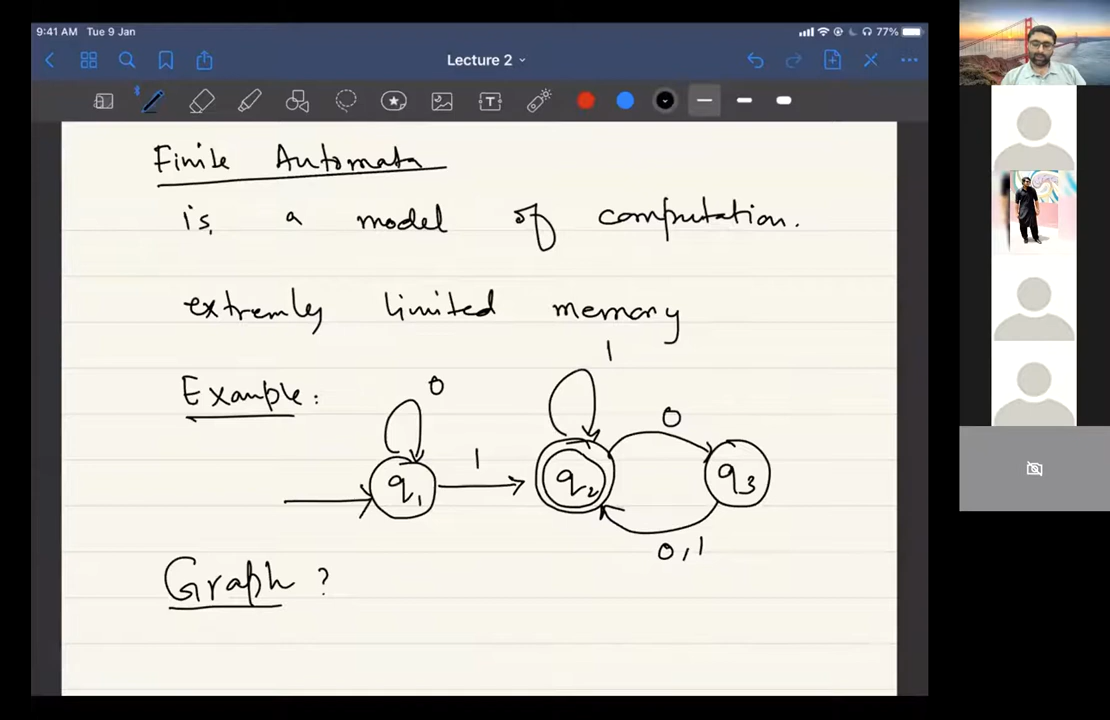 9:41 AM Tue 9 Jan
77%
Lecture 2
Finite Automata
is a model of computation.
extremly limited memory
1
Example: 0 0
1
q1 q2 q3
0,1
Graph ?